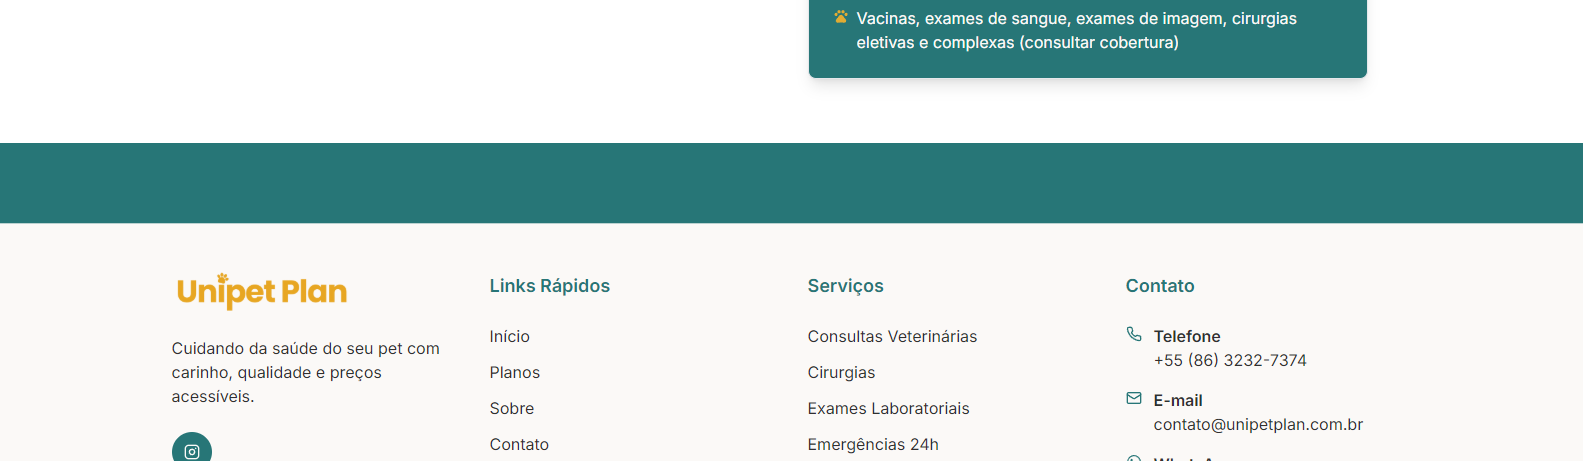 Vacinas, exames de sangue, exames de imagem, cirurgias
eletivas e complexas (consultar cobertura)
Unipet Plan
Cuidando da saúde do seu pet com
carinho, qualidade e preços
acessíveis.
Links Rápidos
Início
Planos
Sobre
Contato
Serviços
Consultas Veterinárias
Cirurgias
Exames Laboratoriais
Emergências 24h
Contato
Telefone
+55 (86) 3232-7374
E-mail
contato@unipetplan.com.br